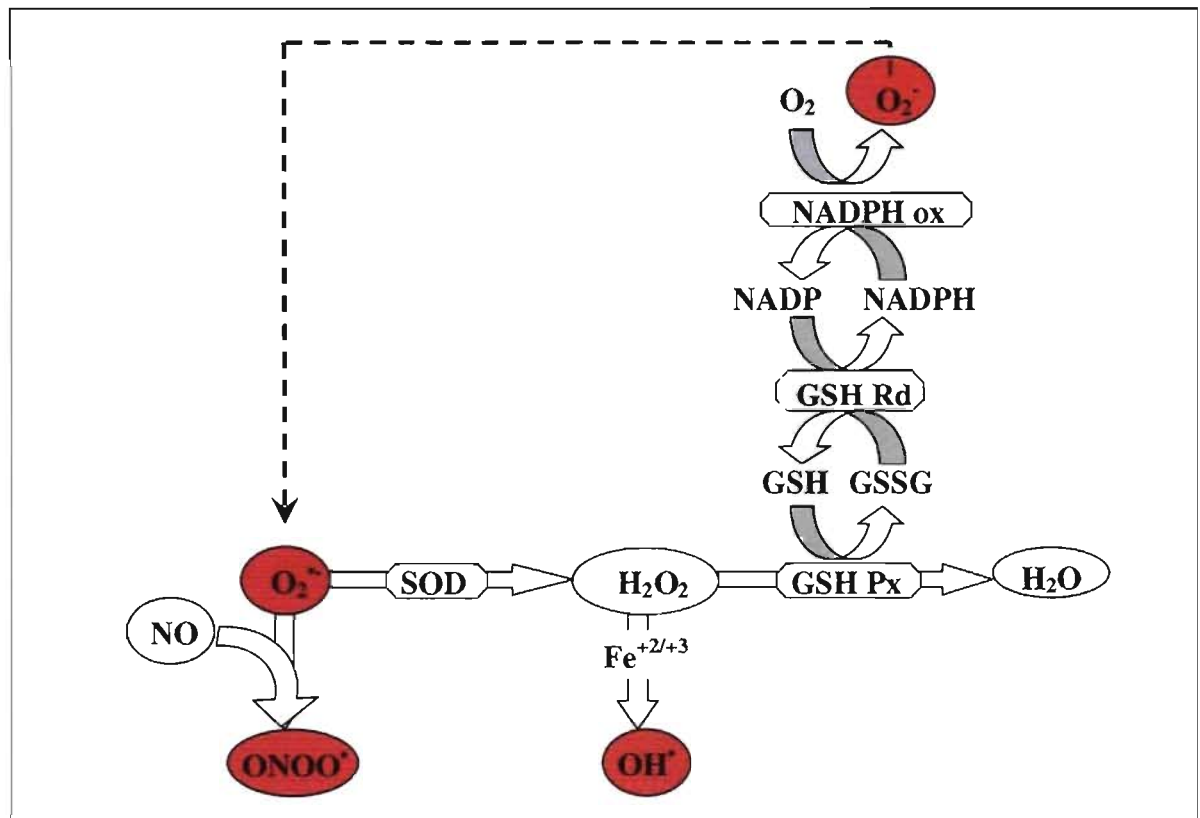 O₂ O₂⁻
NADPH ox
NADP NADPH
GSH Rd
GSH GSSG
O₂•- SOD H₂O₂ GSH Px H₂O
NO
Fe+2/+3
ONOO• OH•